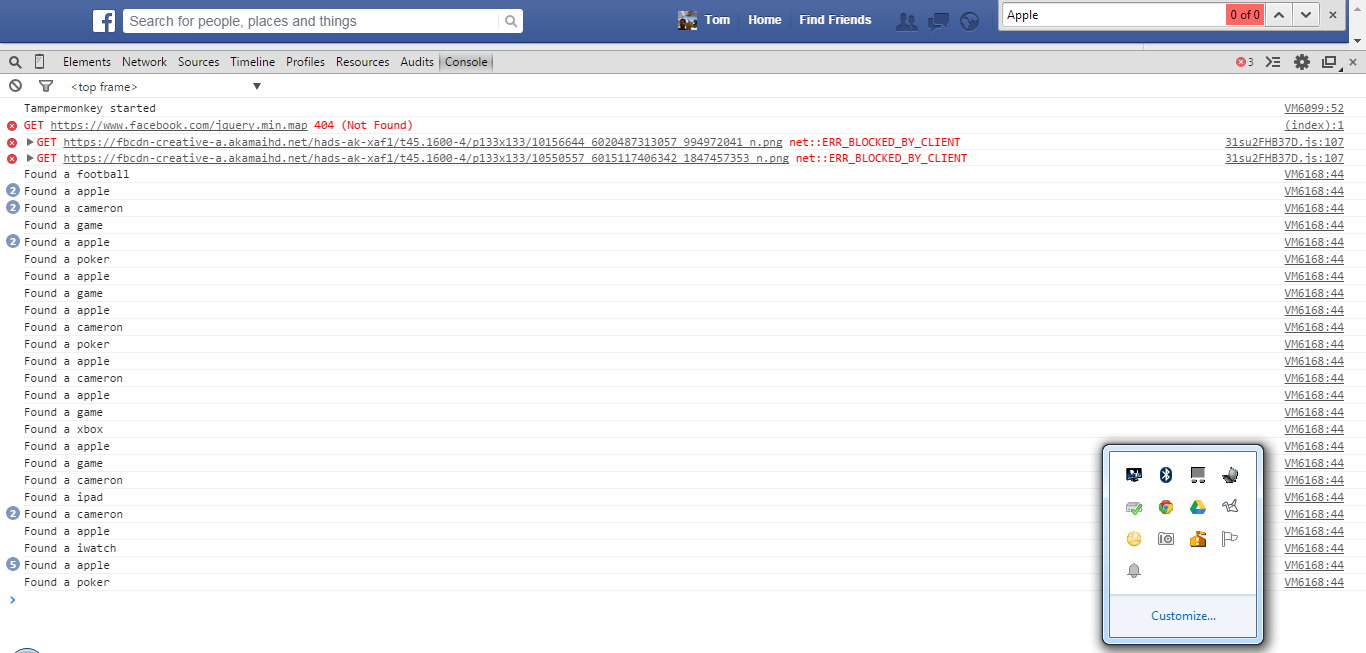 Search for people, places and things
Tom Home Find Friends
Apple 0 of 0
Elements Network Sources Timeline Profiles Resources Audits Console 3
<top frame>
Tampermonkey started VM6099:52
GET https://www.facebook.com/jquery.min.map 404 (Not Found) (index):1
GET https://fbcdn-creative-a.akamaihd.net/hads-ak-xaf1/t45.1600-4/p133x133/10156644_6020487313057_994972041_n.png net::ERR_BLOCKED_BY_CLIENT 31su2FHB37D.js:107
GET https://fbcdn-creative-a.akamaihd.net/hads-ak-xaf1/t45.1600-4/p133x133/10550557_6015117406342_1847457353_n.png net::ERR_BLOCKED_BY_CLIENT 31su2FHB37D.js:107
Found a football VM6168:44
2 Found a apple VM6168:44
2 Found a cameron VM6168:44
Found a game VM6168:44
2 Found a apple VM6168:44
Found a poker VM6168:44
Found a apple VM6168:44
Found a game VM6168:44
Found a apple VM6168:44
Found a cameron VM6168:44
Found a poker VM6168:44
Found a apple VM6168:44
Found a cameron VM6168:44
Found a apple VM6168:44
Found a game VM6168:44
Found a xbox VM6168:44
Found a apple VM6168:44
Found a game VM6168:44
Found a cameron VM6168:44
Found a ipad VM6168:44
2 Found a cameron VM6168:44
Found a apple VM6168:44
Found a iwatch VM6168:44
5 Found a apple VM6168:44
Found a poker VM6168:44
Customize...